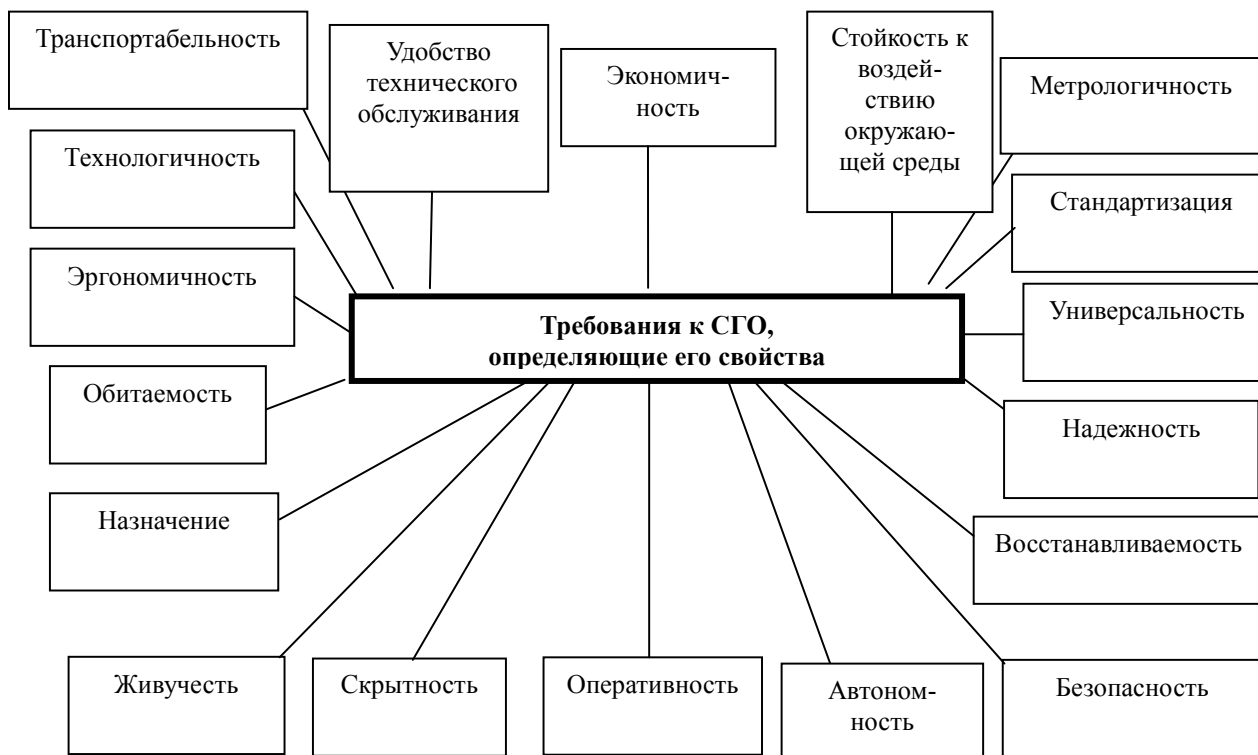 Транспортабельность
Удобство
технического
обслуживания
Экономич-
ность
Стойкость к
воздей-
ствию
окружаю-
щей среды
Метрологичность
Технологичность
Стандартизация
Эргономичность
Универсальность
Требования к СГО,
определяющие его свойства
Обитаемость
Надежность
Назначение
Восстанавливаемость
Живучесть
Скрытность
Оперативность
Автоном-
ность
Безопасность